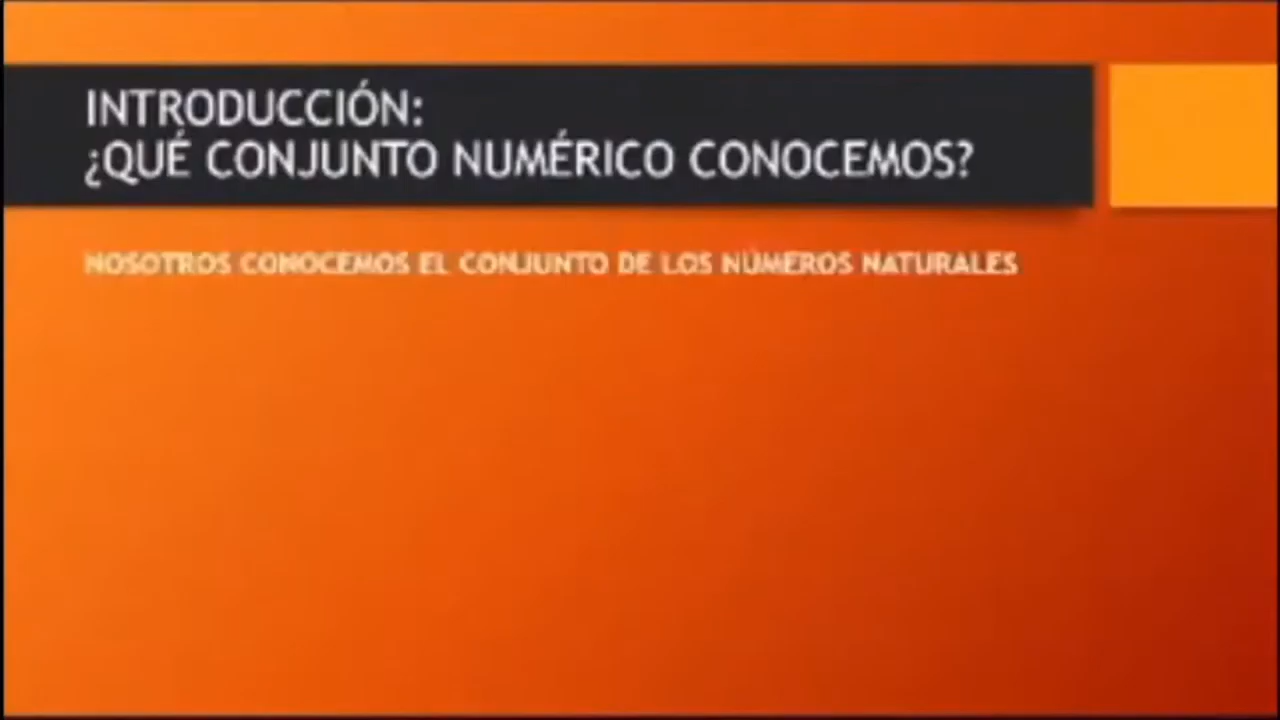 INTRODUCCIÓN:
¿QUÉ CONJUNTO NUMÉRICO CONOCEMOS?
NOSOTROS CONOCEMOS EL CONJUNTO DE LOS NÚMEROS NATURALES